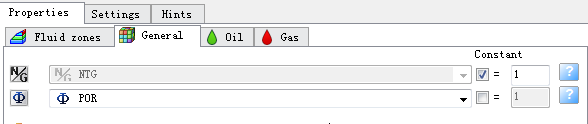 Properties Settings Hints
Fluid zones General Oil Gas
Constant
N/G N/G NTG = 1 ?
Φ Φ POR = 1 ?